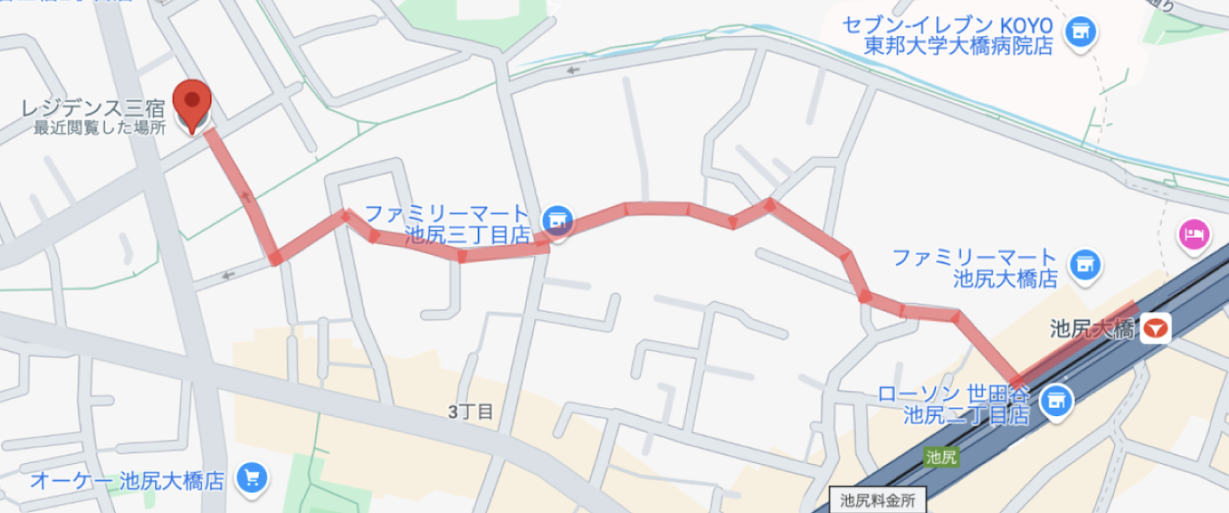 セブン-イレブン KOYO
東邦大学大橋病院店
レジデンス三宿
最近閲覧した場所
ファミリーマート
池尻三丁目店
ファミリーマート
池尻大橋店
池尻大橋
ローソン 世田谷
池尻二丁目店
3丁目
池尻
オーケー 池尻大橋店
池尻料金所